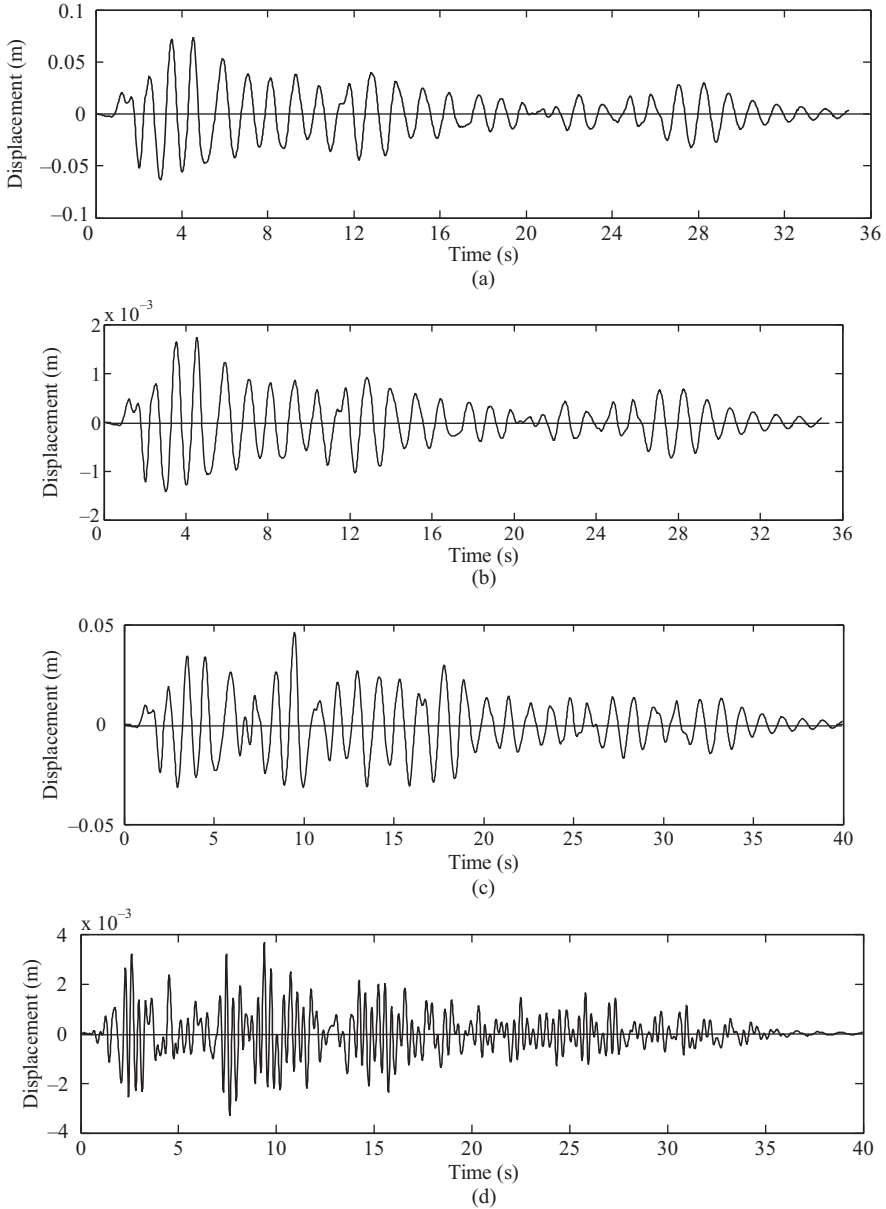 0.1
0.05
0
–0.05
–0.1
Displacement (m)
0 4 8 12 16 20 24 28 32 36
Time (s)
(a)
x 10–3
2
1
0
–1
–2
Displacement (m)
0 4 8 12 16 20 24 28 32 36
Time (s)
(b)
0.05
0
–0.05
Displacement (m)
0 5 10 15 20 25 30 35 40
Time (s)
(c)
x 10–3
4
2
0
–2
–4
Displacement (m)
0 5 10 15 20 25 30 35 40
Time (s)
(d)